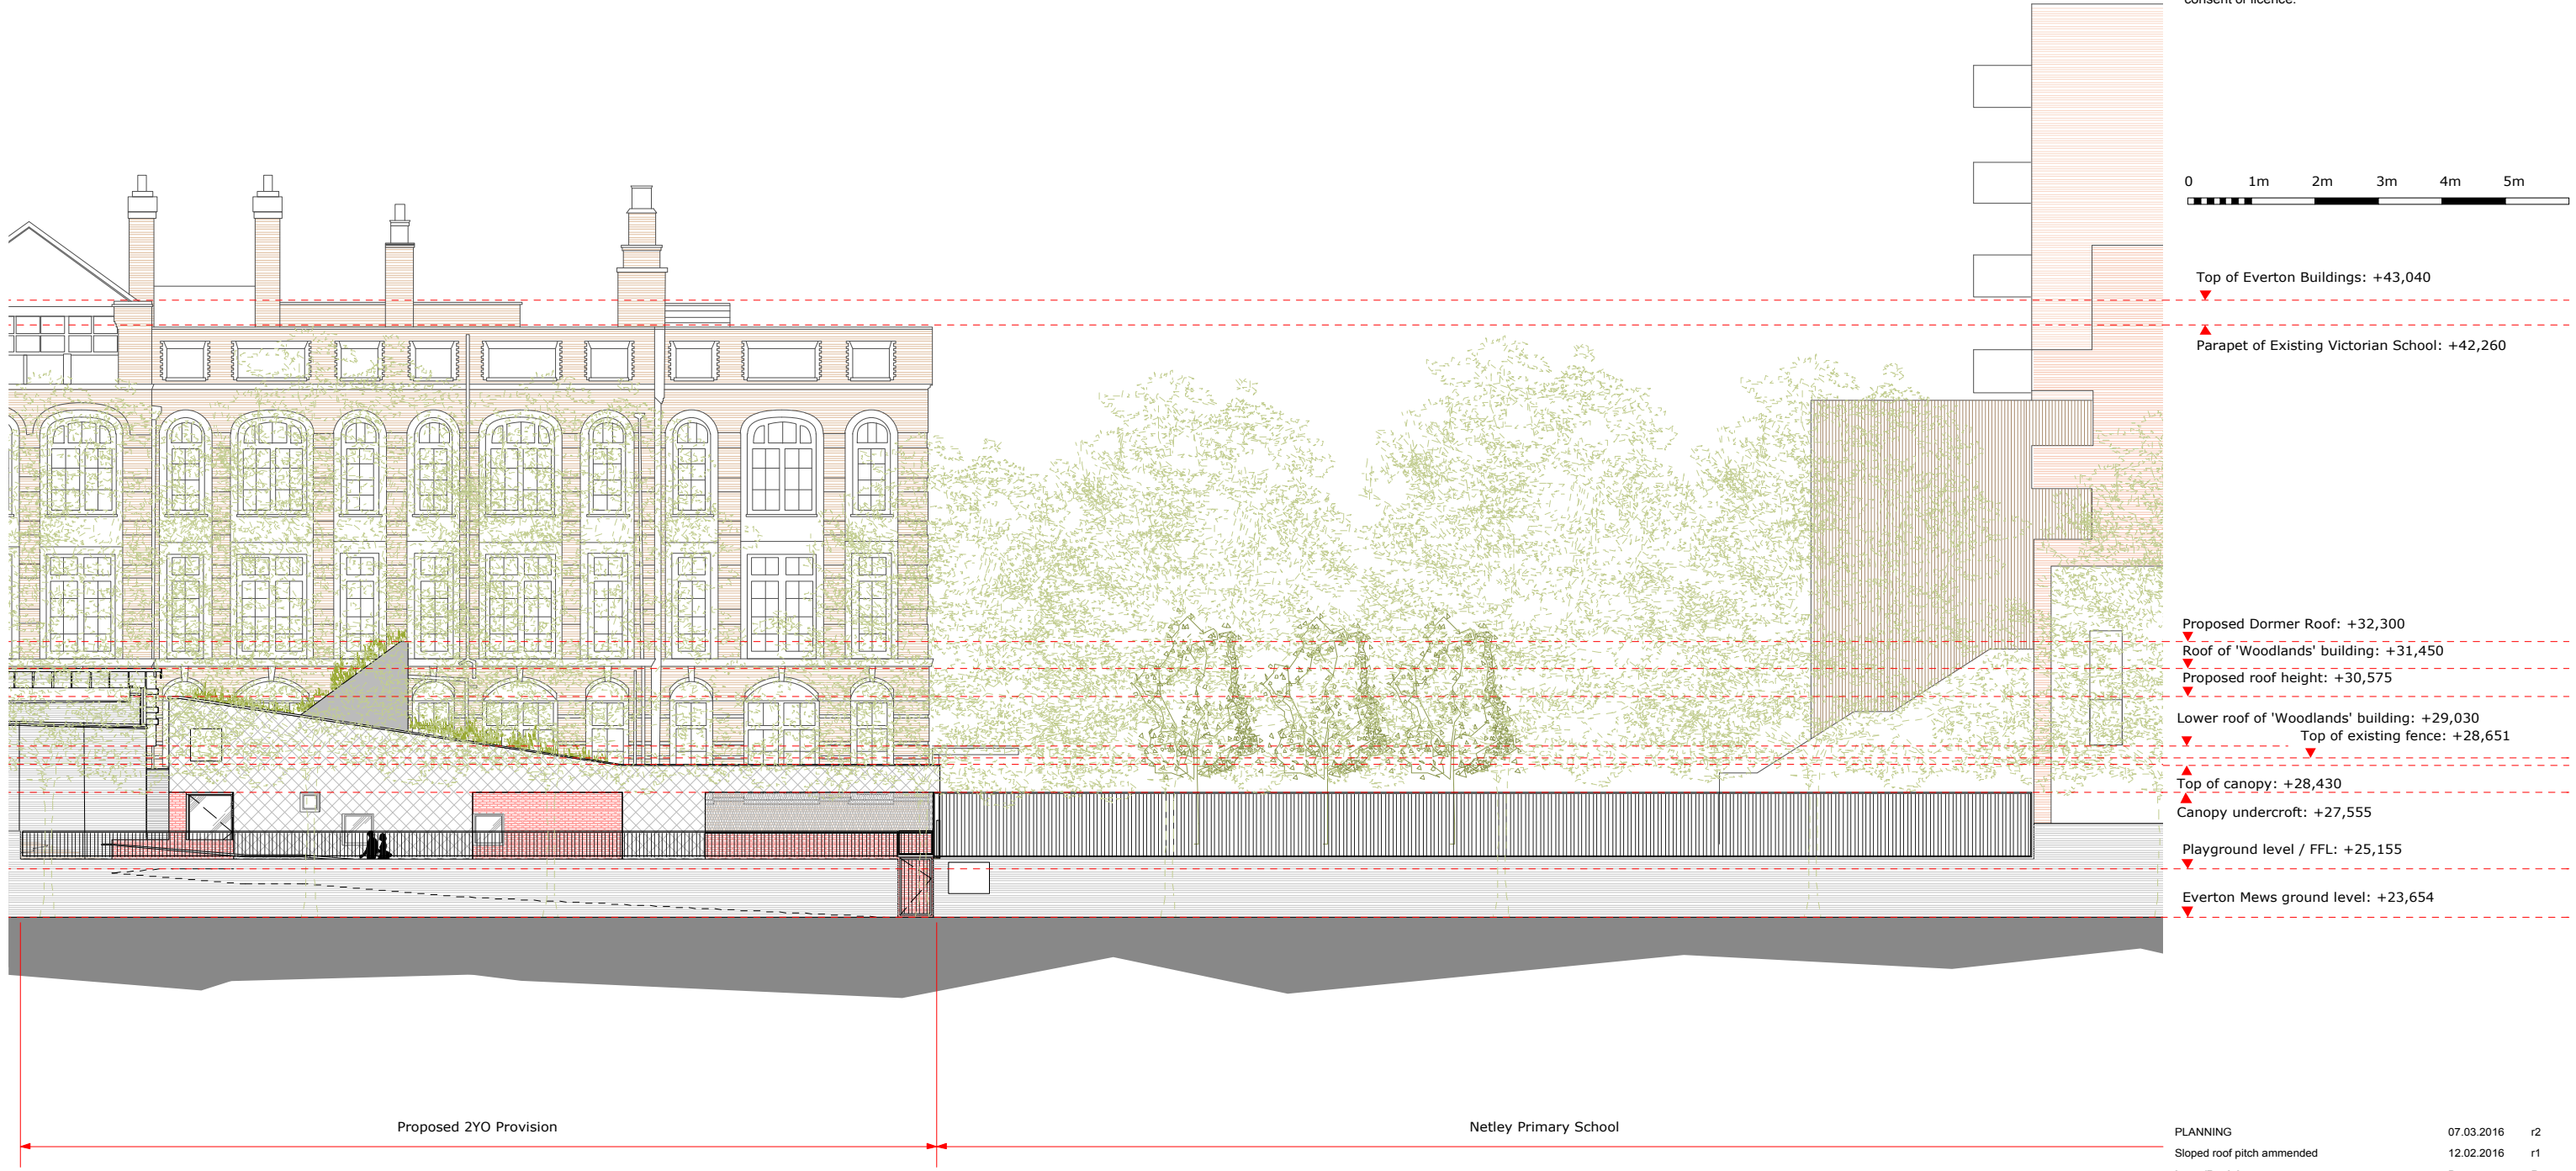 consent or licence.
0 1m 2m 3m 4m 5m
Top of Everton Buildings: +43,040
Parapet of Existing Victorian School: +42,260
Proposed Dormer Roof: +32,300
Roof of 'Woodlands' building: +31,450
Proposed roof height: +30,575
Lower roof of 'Woodlands' building: +29,030
Top of existing fence: +28,651
Top of canopy: +28,430
Canopy undercroft: +27,555
Playground level / FFL: +25,155
Everton Mews ground level: +23,654
Proposed 2YO Provision
Netley Primary School
PLANNING 07.03.2016 r2
Sloped roof pitch ammended 12.02.2016 r1